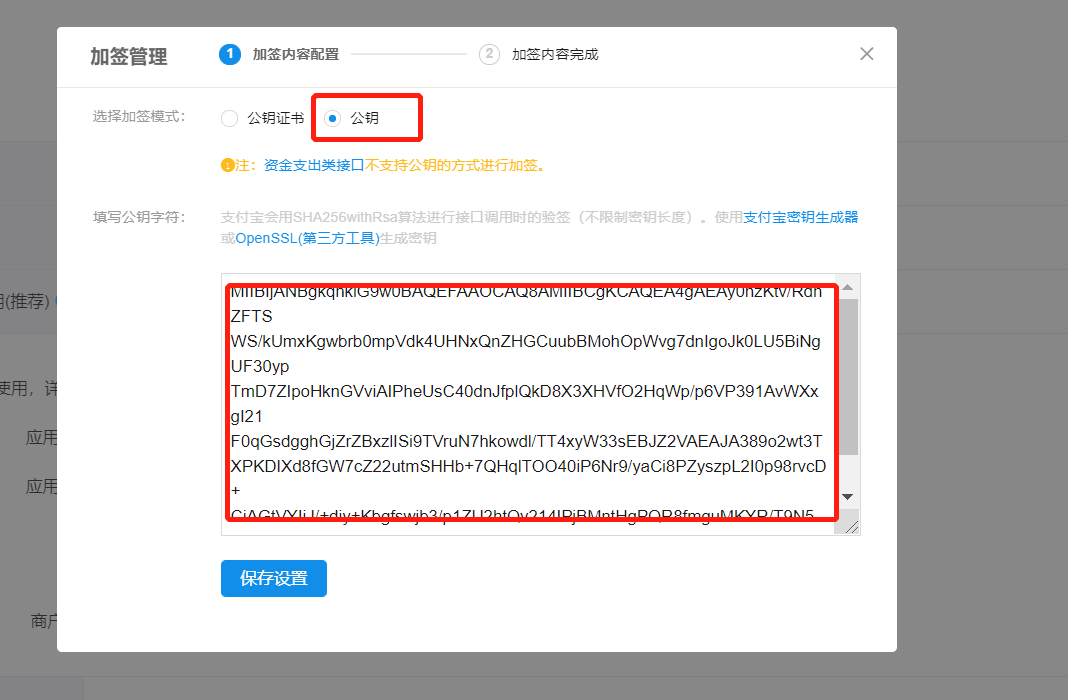 加签管理
1 加签内容配置
2 加签内容完成
选择加签模式：
公钥证书
公钥
注：资金支出类接口不支持公钥的方式进行加签。
填写公钥字符：
支付宝会用SHA256withRsa算法进行接口调用时的验签（不限制密钥长度）。使用支付宝密钥生成器
或OpenSSL(第三方工具)生成密钥
ZFTS
WS/kUmxKgwbrb0mpVdk4UHNxQnZHGCuubBMohOpWvg7dnIgoJk0LU5BiNg
UF30yp
TmD7ZIpoHknGVviAIPheUsC40dnJfpIQkD8X3XHVfO2HqWp/p6VP391AvWXx
gI21
F0qGsdgghGjZrZBxzlISi9TVruN7hkowdl/TT4xyW33sEBJZ2VAEAJA389o2wt3T
XPKDIXd8fGW7cZ22utmSHHb+7QHqlTOO40iP6Nr9/yaCi8PZyszpL2I0p98rvcD
+
保存设置
(推荐)
使用，详
应用
应用
商户